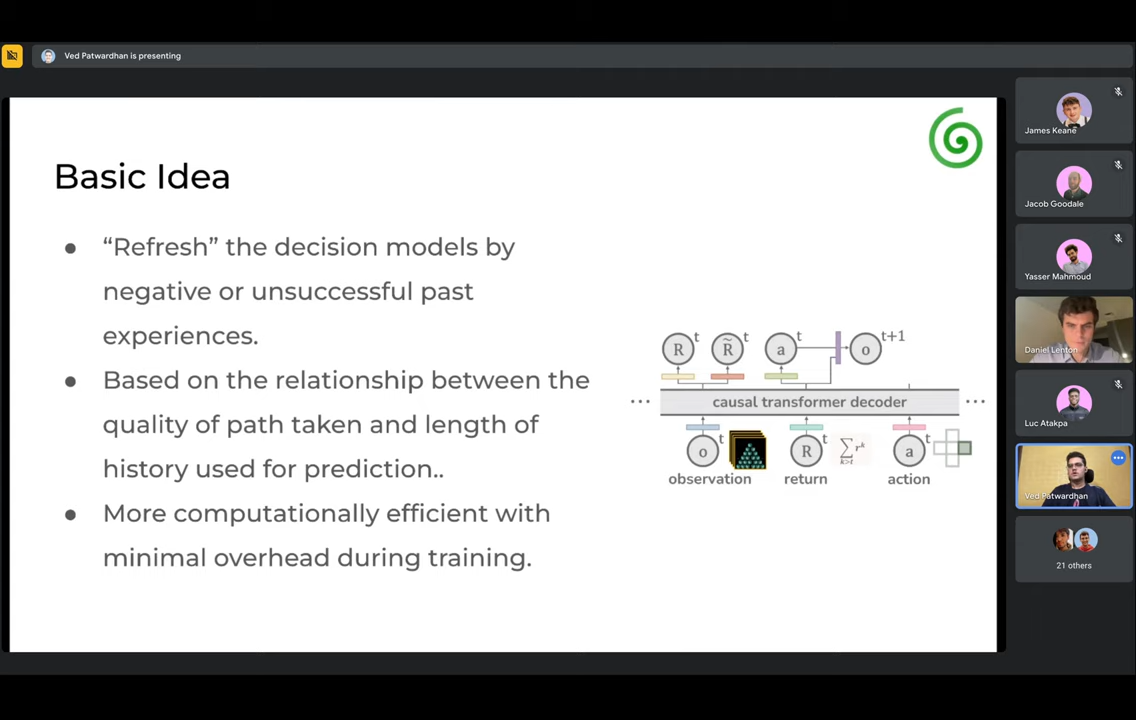 Ved Patwardhan is presenting
Basic Idea
● “Refresh” the decision models by
negative or unsuccessful past
experiences.
● Based on the relationship between the
quality of path taken and length of
history used for prediction..
● More computationally efficient with
minimal overhead during training.
R t R̃ t a t o t+1
... causal transformer decoder ...
o t R t ∑ k>t r^k a t
observation return action
James Keane
Jacob Goodale
Yasser Mahmoud
Daniel Lenton
Luc Atakpa
Ved Patwardhan
21 others